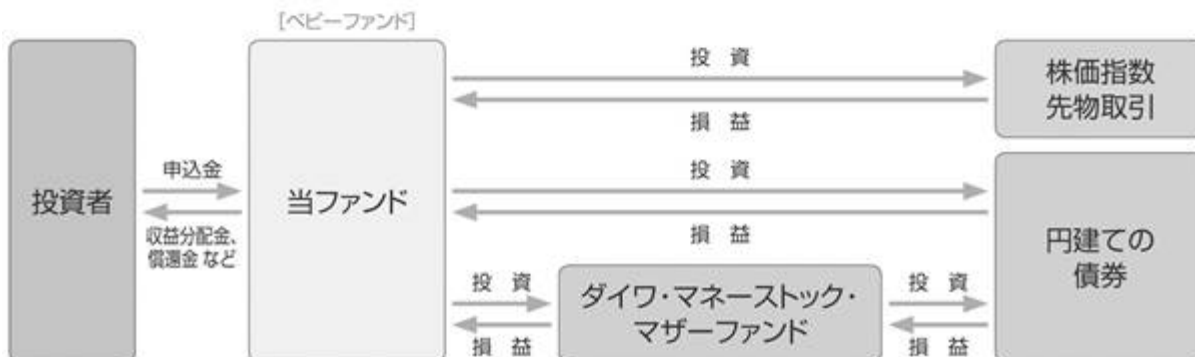 [ベビーファンド]
投資者
申込金
収益分配金、
償還金 など
当ファンド
投 資
損 益
株価指数
先物取引
投 資
損 益
円建ての
債券
投 資
損 益
ダイワ・マネーストック・
マザーファンド
投 資
損 益